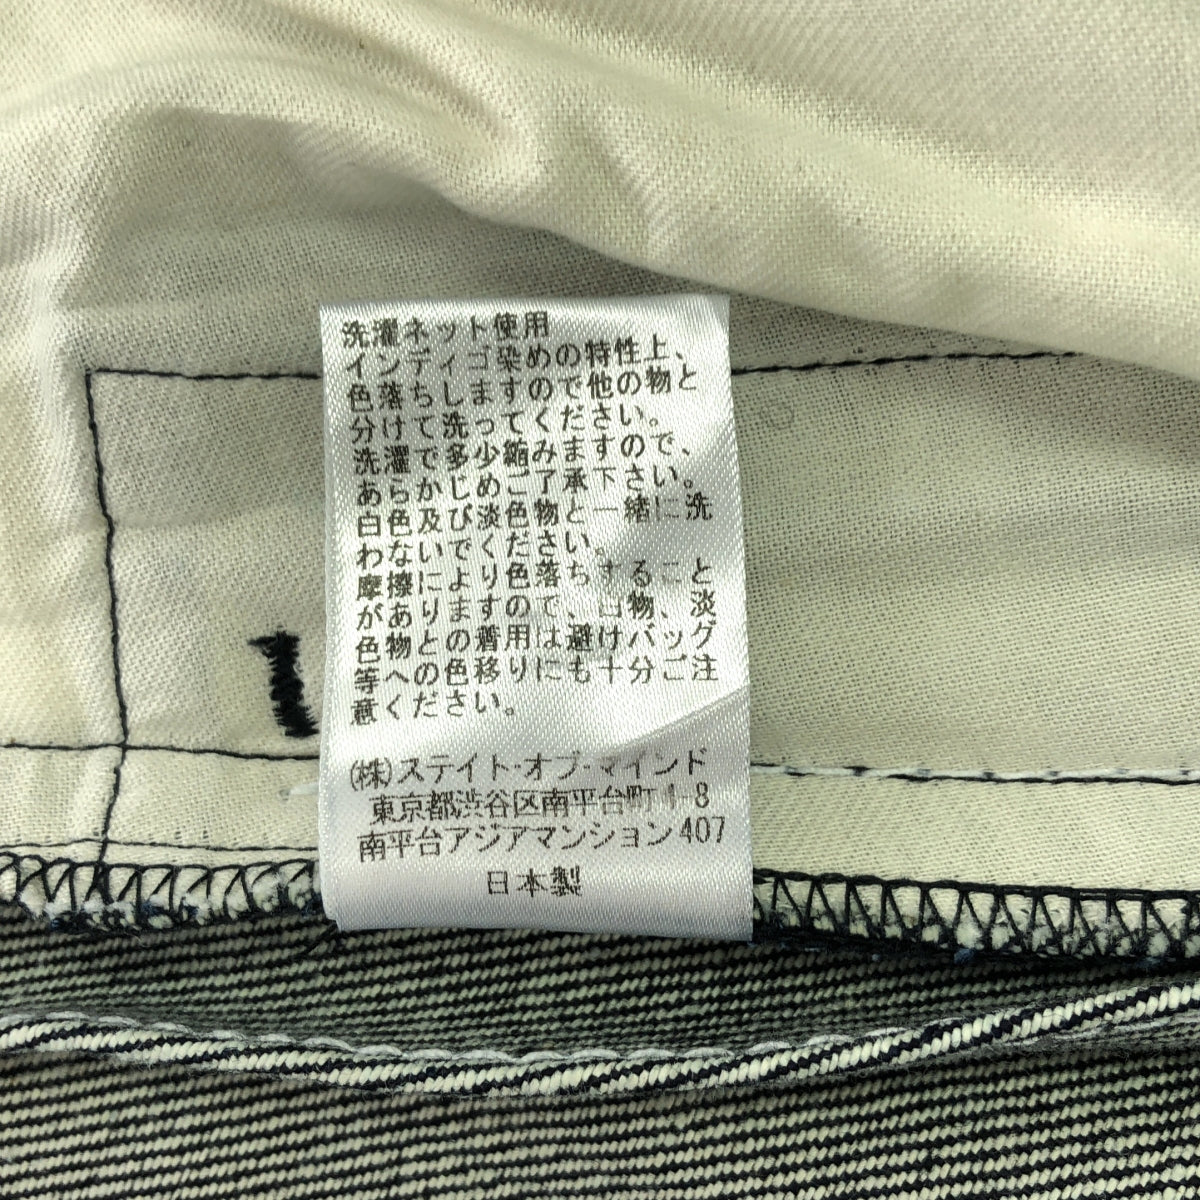 洗濯ネット使用
インディゴ染めの特性上、
色落ちしますので他の物と
分けて洗ってください。
洗濯で多少縮みますので、
あらかじめご了承下さい。
白色及び淡色物と一緒に洗
わないでください。
摩擦により色落ちすること
がありますので、白物、淡
色物との着用は避けバッグ
等への色移りにも十分ご注
意ください。
(株)ステイト・オブ・マインド
東京都渋谷区南平台町4-8
南平台アジアマンション407
日本製